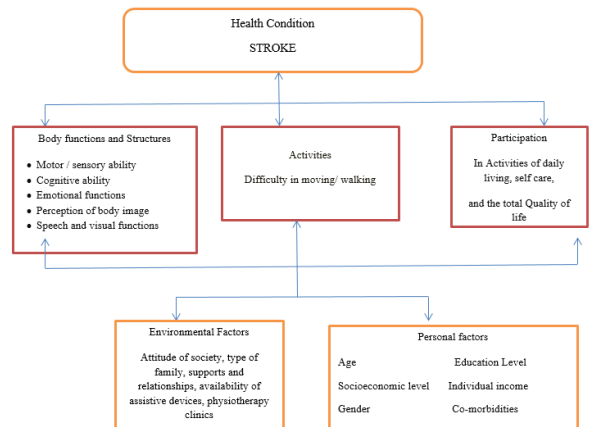 Health Condition
STROKE
Body functions and Structures
• Motor / sensory ability
• Cognitive ability
• Emotional functions
• Perception of body image
• Speech and visual functions
Activities
Difficulty in moving/ walking
Participation
In Activities of daily
living, self care,
and the total Quality of
life
Environmental Factors
Attitude of society, type of
family, supports and
relationships, availability of
assistive devices, physiotherapy
clinics
Personal factors
Age Education Level
Socioeconomic level Individual income
Gender Co-morbidities